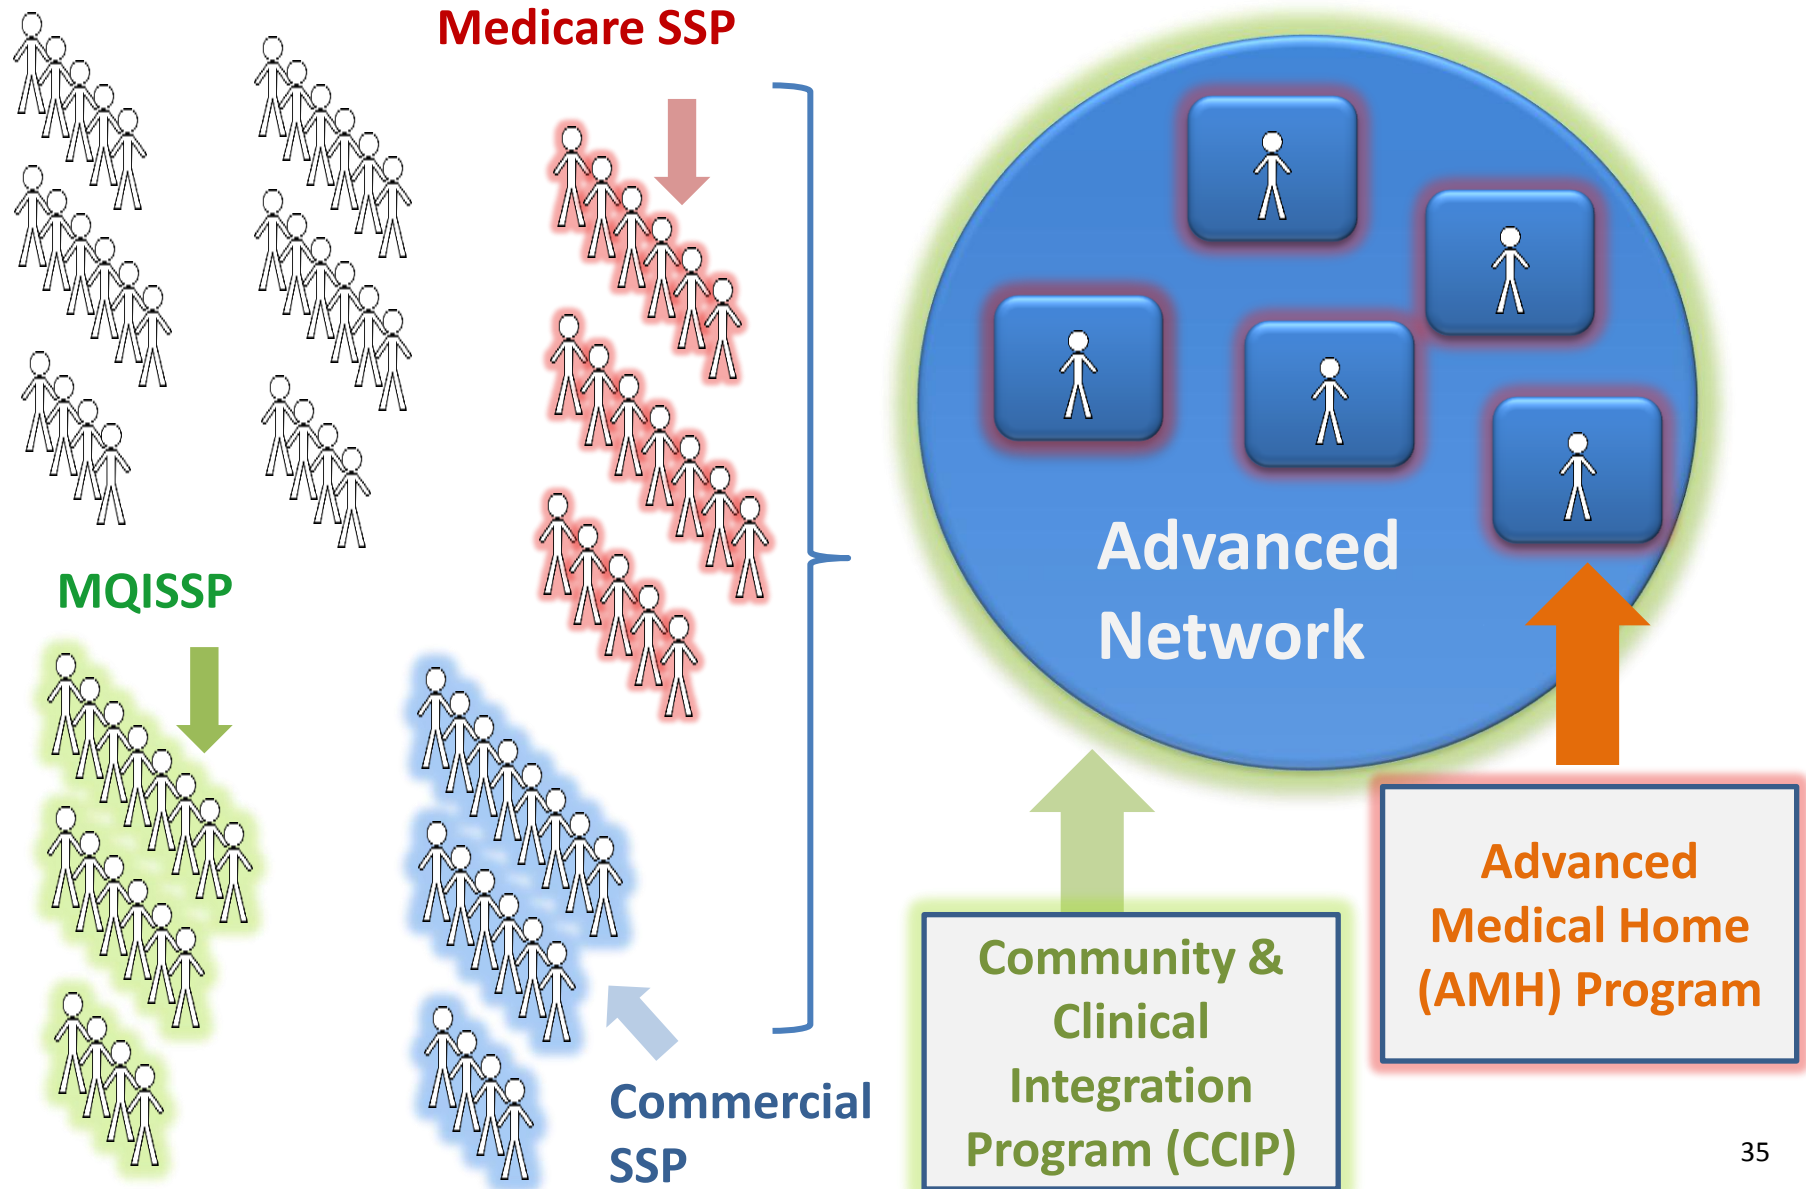 Medicare SSP
MQISSP
Commercial
SSP
Advanced
Network
Community &
Clinical
Integration
Program (CCIP)
Advanced
Medical Home
(AMH) Program
35